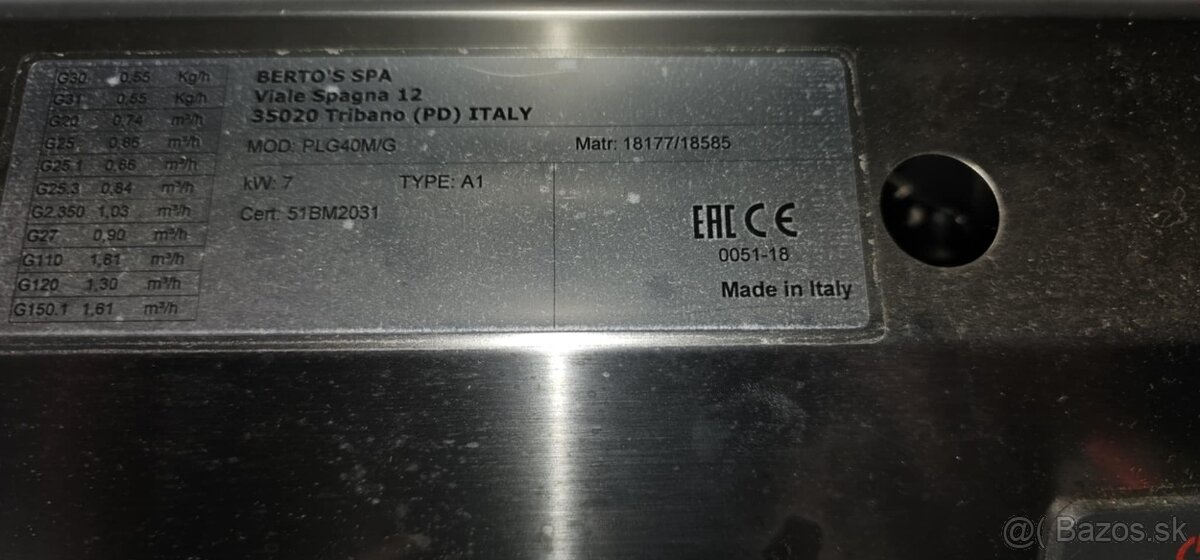 G30 0,55 Kg/h
G31 0,55 Kg/h
G20 0,74 m³/h
G25 0,86 m³/h
G25.1 0,86 m³/h
G25.3 0,84 m³/h
G2.350 1,03 m³/h
G27 0,90 m³/h
G110 1,61 m³/h
G120 1,30 m³/h
G150.1 1,61 m³/h
BERTO'S SPA
Viale Spagna 12
35020 Tribano (PD) ITALY
MOD: PLG40M/G Matr: 18177/18585
kW: 7 TYPE: A1
Cert: 51BM2031
EAC CE
0051-18
Made in Italy
@( Bazos.sk